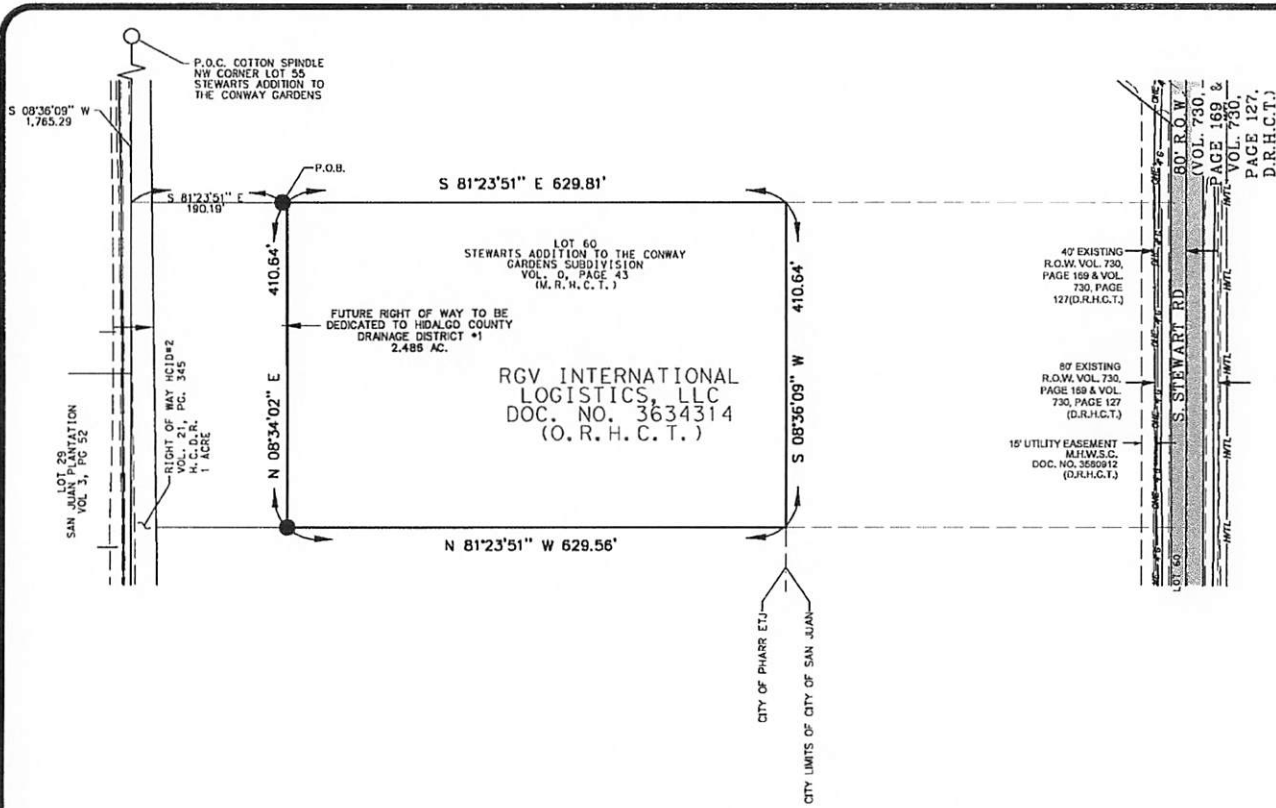 P.O.C. COTTON SPINDLE
NW CORNER LOT 55
STEWARTS ADDITION TO
THE CONWAY GARDENS
S 08°36'09" W
1,765.29
P.O.B.
S 81°23'51" E
190.19'
S 81°23'51" E 629.81'
410.64'
N 08°34'02" E
LOT 60
STEWARTS ADDITION TO THE CONWAY
GARDENS SUBDIVISION
VOL. 0, PAGE 43
(M.R.H.C.T.)
FUTURE RIGHT OF WAY TO BE
DEDICATED TO HIDALGO COUNTY
DRAINAGE DISTRICT #1
2.486 AC.
RGV INTERNATIONAL
LOGISTICS, LLC
DOC. NO. 3634314
(O.R.H.C.T.)
410.64'
S 08°36'09" W
N 81°23'51" W 629.56'
LOT 29
SAN JUAN PLANTATION
VOL 3, PG 52
RIGHT OF WAY HCID#2
VOL. 21, PG. 345
H.C.D.R.
1 ACRE
CITY OF PHARR ETJ
CITY LIMITS OF CITY OF SAN JUAN
40' EXISTING
R.O.W. VOL. 730,
PAGE 169 & VOL.
730, PAGE
127(D.R.H.C.T.)
80' EXISTING
R.O.W. VOL. 730,
PAGE 169 & VOL.
730, PAGE 127
(D.R.H.C.T.)
15' UTILITY EASEMENT
M.H.W.S.C.
DOC. NO. 3580912
(D.R.H.C.T.)
S. STEWART RD
LOT 60
80' R.O.W.
(VOL. 730,
PAGE 169 &
VOL. 730,
PAGE 127,
D.R.H.C.T.)